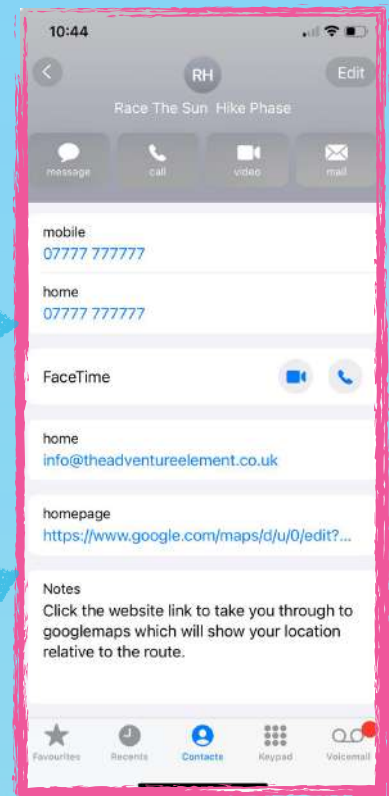 10:44
RH
Edit
Race The Sun Hike Phase
message call video mail
mobile
07777 777777
home
07777 777777
FaceTime
home
info@theadventureelement.co.uk
homepage
https://www.google.com/maps/d/u/0/edit?...
Notes
Click the website link to take you through to
googlemaps which will show your location
relative to the route.
Favourites Recents Contacts Keypad Voicemail